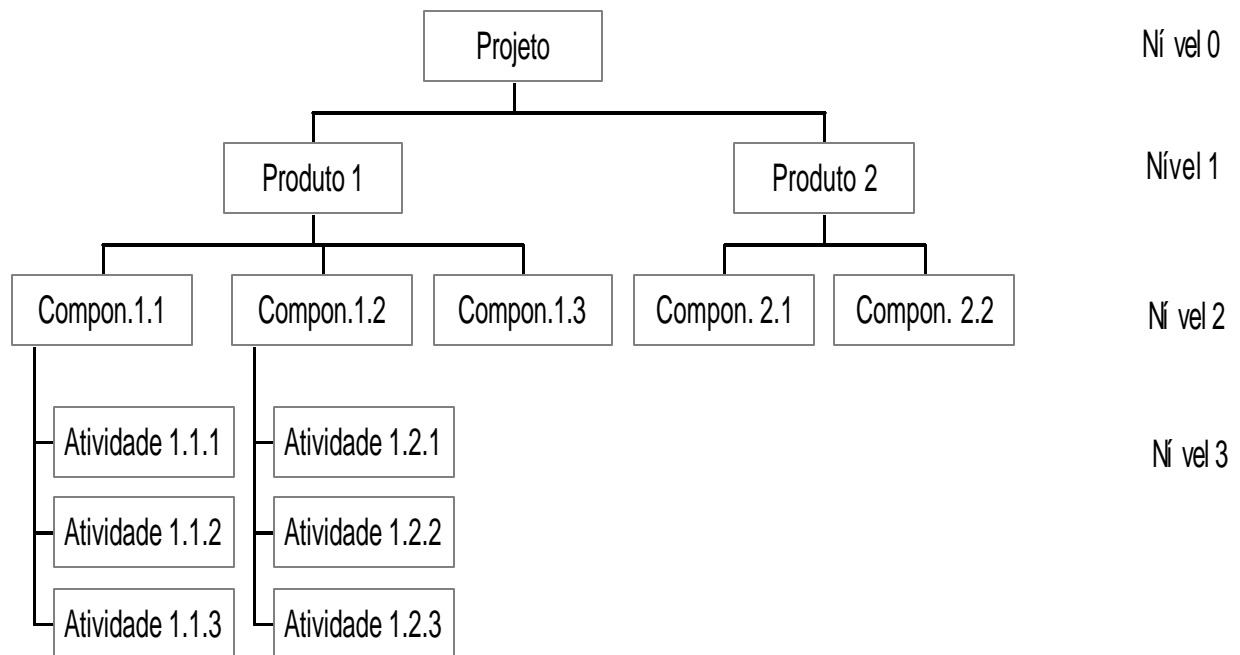 Projeto
Ní vel 0
Produto 1
Produto 2
Nível 1
Compon.1.1
Compon.1.2
Compon.1.3
Compon. 2.1
Compon. 2.2
Ní vel 2
Atividade 1.1.1
Atividade 1.2.1
Ní vel 3
Atividade 1.1.2
Atividade 1.2.2
Atividade 1.1.3
Atividade 1.2.3